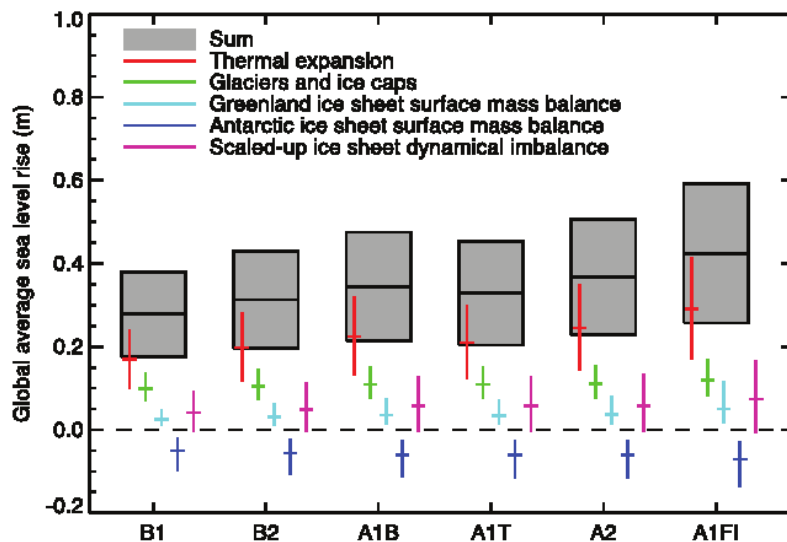 Global average sea level rise (m)
1.0
0.8
0.6
0.4
0.2
0.0
-0.2
Sum
Thermal expansion
Glaciers and ice caps
Greenland ice sheet surface mass balance
Antarctic ice sheet surface mass balance
Scaled-up ice sheet dynamical imbalance
B1 B2 A1B A1T A2 A1FI